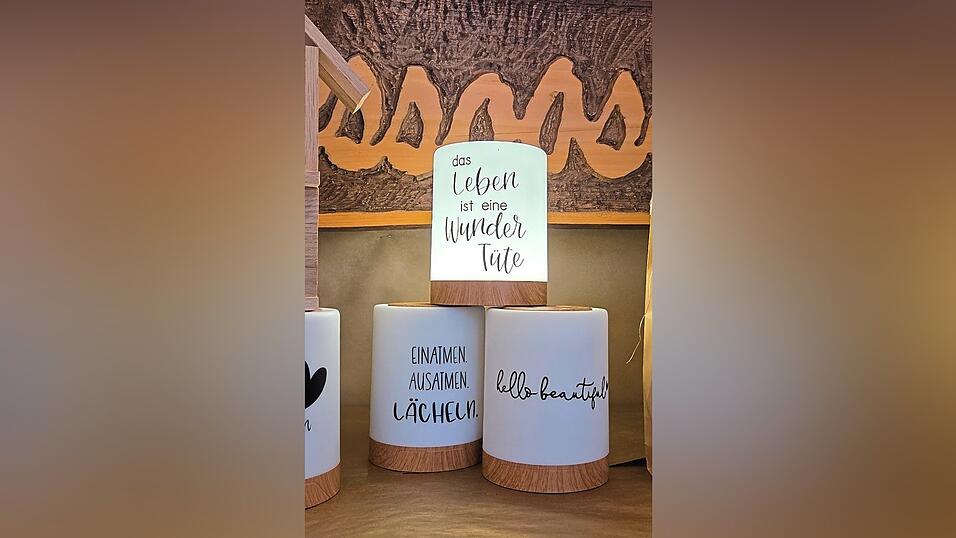 das
Leben
ist eine
Wunder
Tüte
EINATMEN.
AUSATMEN.
LÄCHELN.
hello beautiful